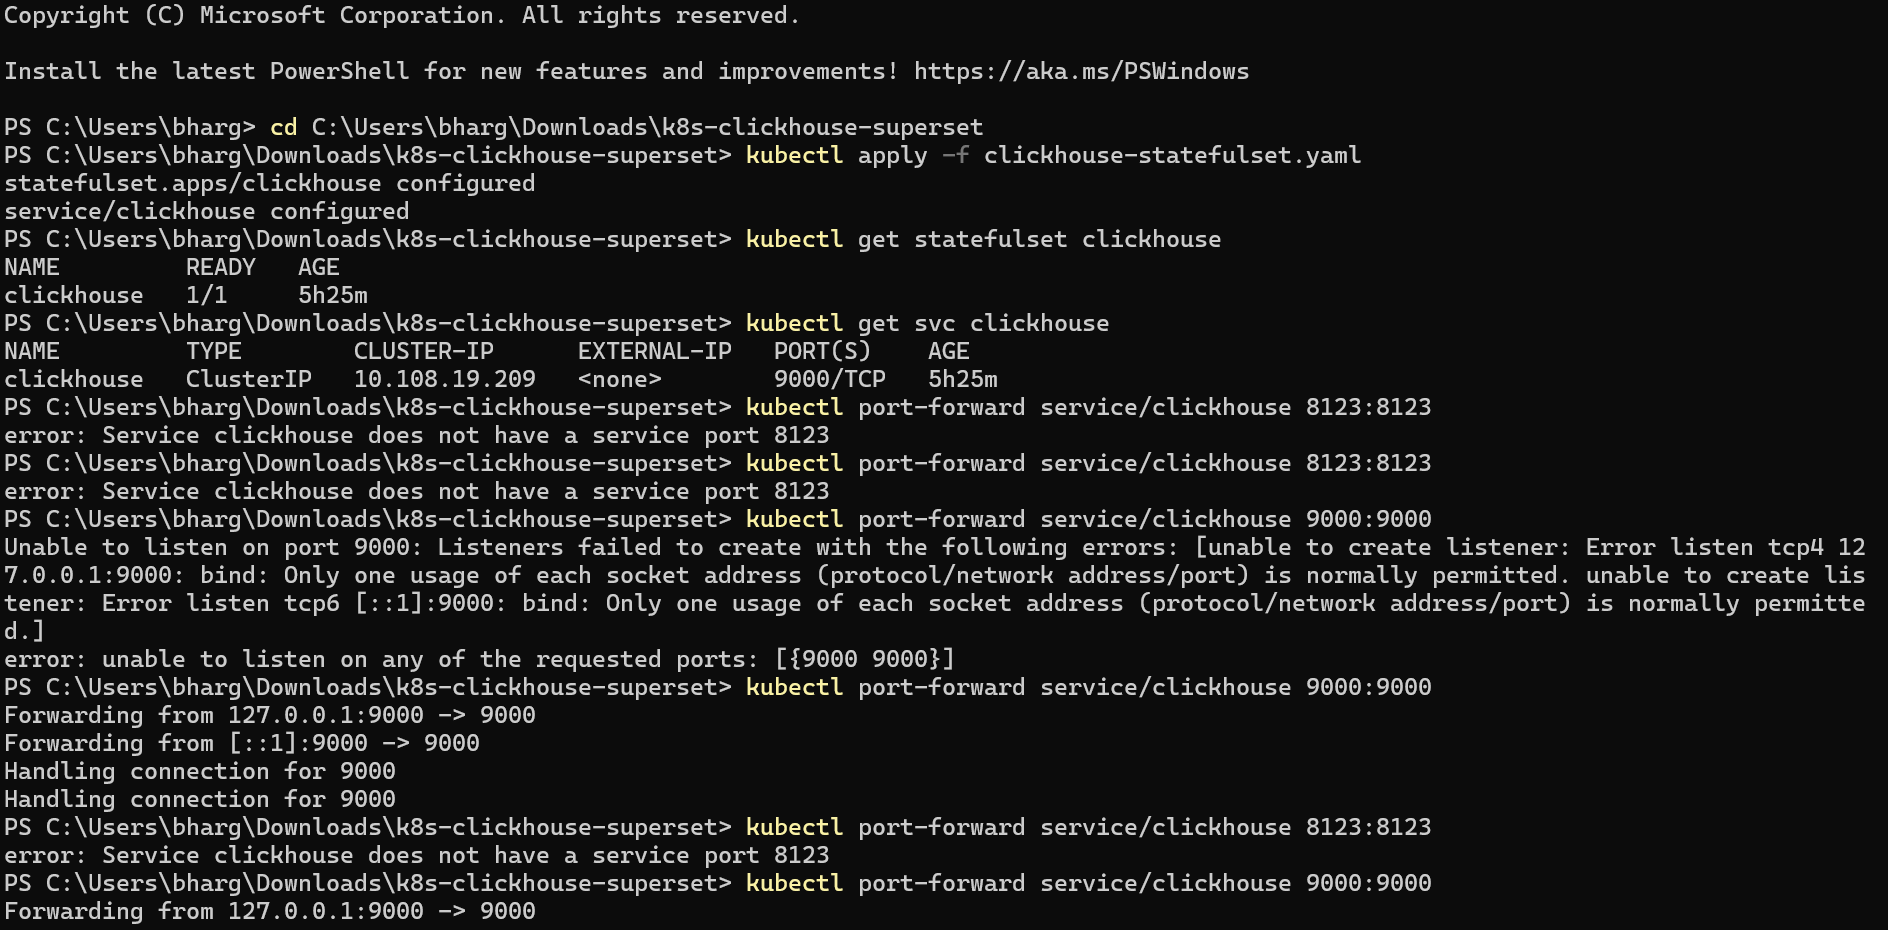 Copyright (C) Microsoft Corporation. All rights reserved.
Install the latest PowerShell for new features and improvements! https://aka.ms/PSWindows
PS C:\Users\bharg> cd C:\Users\bharg\Downloads\k8s-clickhouse-superset
PS C:\Users\bharg\Downloads\k8s-clickhouse-superset> kubectl apply -f clickhouse-statefulset.yaml
statefulset.apps/clickhouse configured
service/clickhouse configured
PS C:\Users\bharg\Downloads\k8s-clickhouse-superset> kubectl get statefulset clickhouse
NAME         READY   AGE
clickhouse   1/1     5h25m
PS C:\Users\bharg\Downloads\k8s-clickhouse-superset> kubectl get svc clickhouse
NAME         TYPE        CLUSTER-IP      EXTERNAL-IP   PORT(S)    AGE
clickhouse   ClusterIP   10.108.19.209   <none>        9000/TCP   5h25m
PS C:\Users\bharg\Downloads\k8s-clickhouse-superset> kubectl port-forward service/clickhouse 8123:8123
error: Service clickhouse does not have a service port 8123
PS C:\Users\bharg\Downloads\k8s-clickhouse-superset> kubectl port-forward service/clickhouse 8123:8123
error: Service clickhouse does not have a service port 8123
PS C:\Users\bharg\Downloads\k8s-clickhouse-superset> kubectl port-forward service/clickhouse 9000:9000
Unable to listen on port 9000: Listeners failed to create with the following errors: [unable to create listener: Error listen tcp4 12
7.0.0.1:9000: bind: Only one usage of each socket address (protocol/network address/port) is normally permitted. unable to create lis
tener: Error listen tcp6 [::1]:9000: bind: Only one usage of each socket address (protocol/network address/port) is normally permitte
d.]
error: unable to listen on any of the requested ports: [{9000 9000}]
PS C:\Users\bharg\Downloads\k8s-clickhouse-superset> kubectl port-forward service/clickhouse 9000:9000
Forwarding from 127.0.0.1:9000 -> 9000
Forwarding from [::1]:9000 -> 9000
Handling connection for 9000
Handling connection for 9000
PS C:\Users\bharg\Downloads\k8s-clickhouse-superset> kubectl port-forward service/clickhouse 8123:8123
error: Service clickhouse does not have a service port 8123
PS C:\Users\bharg\Downloads\k8s-clickhouse-superset> kubectl port-forward service/clickhouse 9000:9000
Forwarding from 127.0.0.1:9000 -> 9000